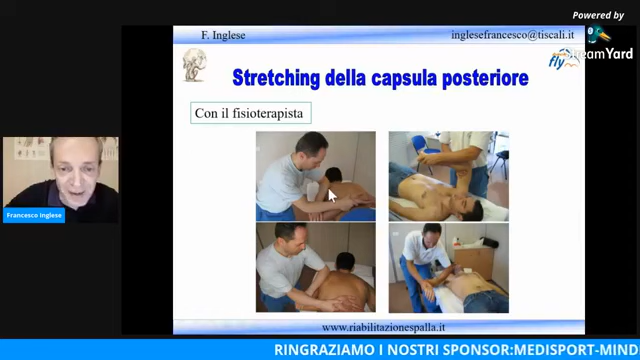 Powered by
StreamYard
F. Inglese
inglesefrancesco@tiscali.it
fly
Stretching della capsula posteriore
Con il fisioterapista
Francesco Inglese
www.riabilitazionespalla.it
RINGRAZIAMO I NOSTRI SPONSOR:MEDISPORT-MIND